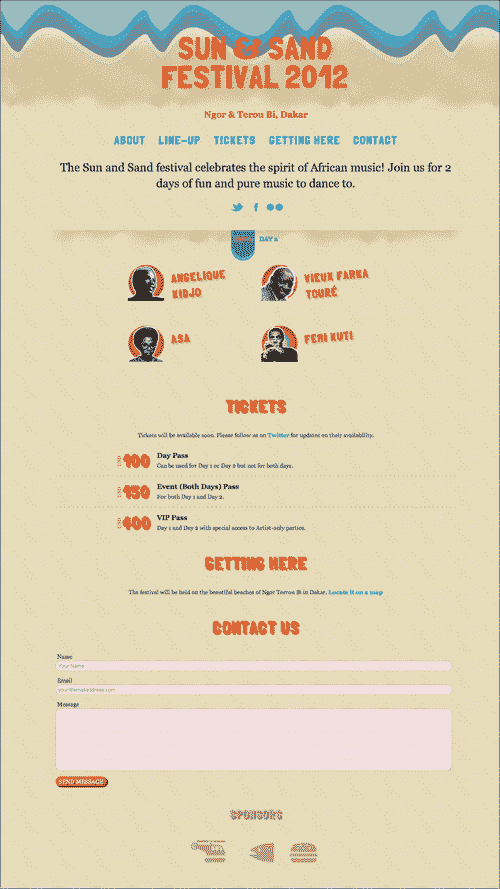 SUN & SAND
FESTIVAL 2012
Ngor & Terou Bi, Dakar
ABOUT LINE-UP TICKETS GETTING HERE CONTACT
The Sun and Sand festival celebrates the spirit of African music! Join us for 2
days of fun and pure music to dance to.
DAY 2
ANGELIQUE
KIDJO
VIEUX FARKA
TOURÉ
ASA
FEMI KUTI
TICKETS
Tickets will be available soon. Please follow us on Twitter for updates on their availability.
USD 100 Day Pass
Can be used for Day 1 or Day 2 but not for both days.
USD 150 Event (Both Days) Pass
For both Day 1 and Day 2.
USD 400 VIP Pass
Day 1 and Day 2 with special access to Artist-only parties.
GETTING HERE
The festival will be held on the beautiful beaches of Ngor Terrou Bi in Dakar. Locate it on a map
CONTACT US
Name
Your Name
Email
Message
SEND MESSAGE
SPONSORS